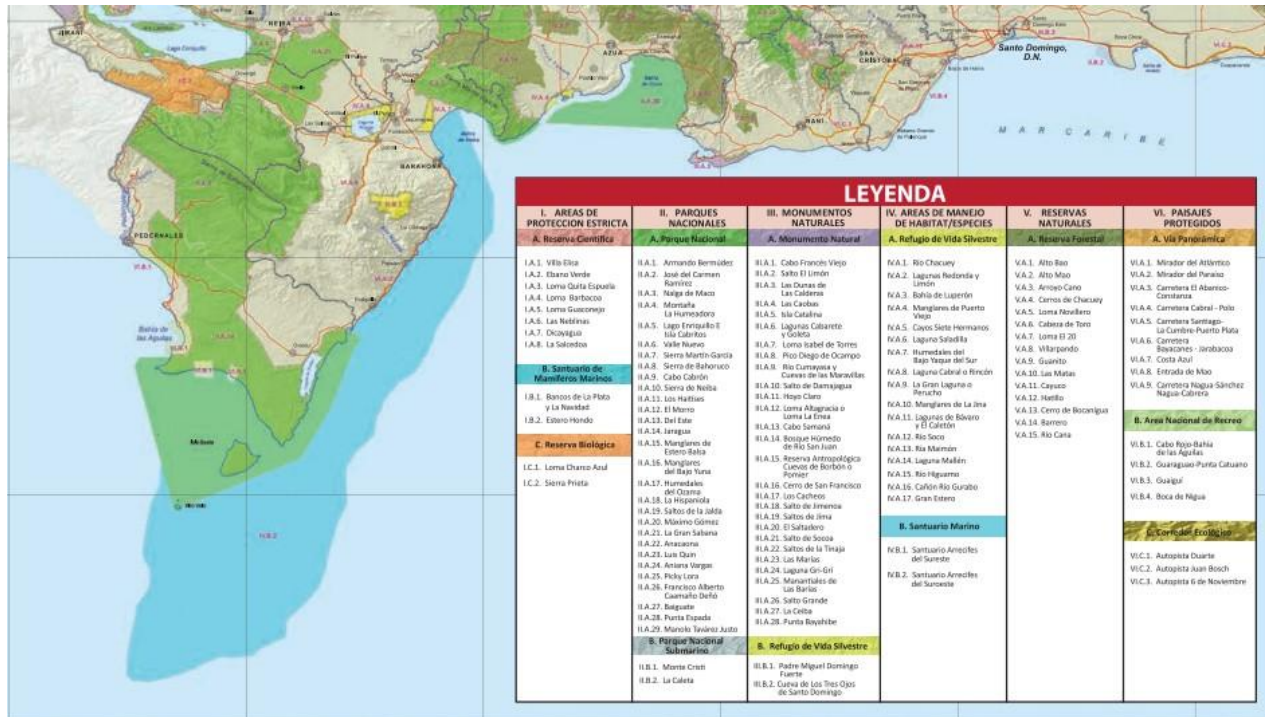 JIMANI
NEIBA
Lago Enriquillo
AZUA
SAN
CRISTOBAL
Santo Domingo,
D.N.
BANI
MAR CARIBE
BARAHONA
PEDERNALES
Bahía de
las Aguilas
IV.B.2
VI.B.4
LEYENDA
I. AREAS DE
PROTECCION ESTRICTA
A. Reserva Científica
I.A.1. Villa Elisa
I.A.2. Ebano Verde
I.A.3. Loma Quita Espuela
I.A.4. Loma Barbacoa
I.A.5. Loma Guaconejo
I.A.6. Las Neblinas
I.A.7. Dicayagua
I.A.8. La Salcedoa
B. Santuario de
Mamíferos Marinos
I.B.1. Bancos de La Plata
y La Navidad
I.B.2. Estero Hondo
C. Reserva Biológica
I.C.1. Loma Charco Azul
I.C.2. Sierra Prieta
II. PARQUES
NACIONALES
A. Parque Nacional
II.A.1. Armando Bermúdez
II.A.2. José del Carmen
Ramírez
II.A.3. Nalga de Maco
II.A.4. Montaña
La Humeadora
II.A.5. Lago Enriquillo E
Isla Cabritos
II.A.6. Valle Nuevo
II.A.7. Sierra Martín-García
II.A.8. Sierra de Bahoruco
II.A.9. Cabo Cabrón
II.A.10. Sierra de Neiba
II.A.11. Los Haitises
II.A.12. El Morro
II.A.13. Del Este
II.A.14. Jaragua
II.A.15. Manglares de
Estero Balsa
II.A.16. Manglares
del Bajo Yuna
II.A.17. Humedales
del Ozama
II.A.18. La Hispaniola
II.A.19. Saltos de la Jalda
II.A.20. Máximo Gómez
II.A.21. La Gran Sabana
II.A.22. Anacaona
II.A.23. Luis Quin
II.A.24. Aniana Vargas
II.A.25. Picky Lora
II.A.26. Francisco Alberto
Caamaño Deñó
II.A.27. Baiguate
II.A.28. Punta Espada
II.A.29. Manolo Tavárez Justo
B. Parque Nacional
Submarino
II.B.1. Monte Cristi
II.B.2. La Caleta
III. MONUMENTOS
NATURALES
A. Monumento Natural
III.A.1. Cabo Francés Viejo
III.A.2. Salto El Limón
III.A.3. Las Dunas de
Las Calderas
III.A.4. Las Caobas
III.A.5. Isla Catalina
III.A.6. Lagunas Cabarete
y Goleta
III.A.7. Loma Isabel de Torres
III.A.8. Pico Diego de Ocampo
III.A.9. Río Cumayasa y
Cuevas de las Maravillas
III.A.10. Salto de Damajagua
III.A.11. Hoyo Claro
III.A.12. Loma Altagracia o
Loma La Enea
III.A.13. Cabo Samaná
III.A.14. Bosque Húmedo
de Río San Juan
III.A.15. Reserva Antropológica
Cuevas de Borbón o
Pomier
III.A.16. Cerro de San Francisco
III.A.17. Los Cacheos
III.A.18. Salto de Jimenoa
III.A.19. Saltos de Jima
III.A.20. El Saltadero
III.A.21. Salto de Socoa
III.A.22. Saltos de la Tinaja
III.A.23. Las Marías
III.A.24. Laguna Gri-Gri
III.A.25. Manantiales de
Las Barías
III.A.26. Salto Grande
III.A.27. La Ceiba
III.A.28. Punta Bayahibe
B. Refugio de Vida Silvestre
III.B.1. Padre Miguel Domingo
Fuerte
III.B.2. Cueva de Los Tres Ojos
de Santo Domingo
IV. AREAS DE MANEJO
DE HABITAT/ESPECIES
A. Refugio de Vida Silvestre
IV.A.1. Río Chacuey
IV.A.2. Lagunas Redonda y
Limón
IV.A.3. Bahía de Luperón
IV.A.4. Manglares de Puerto
Viejo
IV.A.5. Cayos Siete Hermanos
IV.A.6. Laguna Saladilla
IV.A.7. Humedales del
Bajo Yaque del Sur
IV.A.8. Laguna Cabral o Rincón
IV.A.9. La Gran Laguna o
Perucho
IV.A.10. Manglares de La Jina
IV.A.11. Lagunas de Bávaro
y El Caletón
IV.A.12. Río Soco
IV.A.13. Ría Maimón
IV.A.14. Laguna Mallén
IV.A.15. Río Higuamo
IV.A.16. Cañón Río Gurabo
IV.A.17. Gran Estero
B. Santuario Marino
IV.B.1. Santuario Arrecifes
del Sureste
IV.B.2. Santuario Arrecifes
del Suroeste
V. RESERVAS
NATURALES
A. Reserva Forestal
V.A.1. Alto Bao
V.A.2. Alto Mao
V.A.3. Arroyo Cano
V.A.4. Cerros de Chacuey
V.A.5. Loma Novillero
V.A.6. Cabeza de Toro
V.A.7. Loma El 20
V.A.8. Villarpando
V.A.9. Guanito
V.A.10. Las Matas
V.A.11. Cayuco
V.A.12. Hatillo
V.A.13. Cerro de Bocanigua
V.A.14. Barrero
V.A.15. Río Cana
VI. PAISAJES
PROTEGIDOS
A. Vía Panorámica
VI.A.1. Mirador del Atlántico
VI.A.2. Mirador del Paraíso
VI.A.3. Carretera El Abanico-
Constanza
VI.A.4. Carretera Cabral - Polo
VI.A.5. Carretera Santiago-
La Cumbre-Puerto Plata
VI.A.6. Carretera
Bayacanes - Jarabacoa
VI.A.7. Costa Azul
VI.A.8. Entrada de Mao
VI.A.9. Carretera Nagua-Sánchez
Nagua-Cabrera
B. Area Nacional de Recreo
VI.B.1. Cabo Rojo-Bahía
de las Aguilas
VI.B.2. Guaraguao-Punta Catuano
VI.B.3. Guaiguí
VI.B.4. Boca de Nigua
C. Corredor Ecológico
VI.C.1. Autopista Duarte
VI.C.2. Autopista Juan Bosch
VI.C.3. Autopista 6 de Noviembre